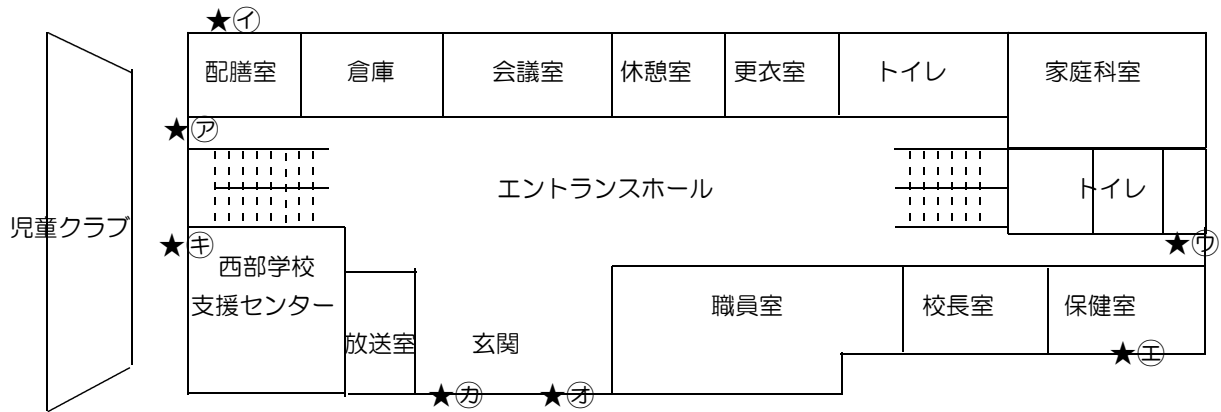 ★㋑
配膳室 倉庫 会議室 休憩室 更衣室 トイレ 家庭科室
★㋐
エントランスホール トイレ
児童クラブ
★㋖ ★㋒
西部学校
支援センター 職員室 校長室 保健室
放送室 玄関
★㋓
★㋕ ★㋔